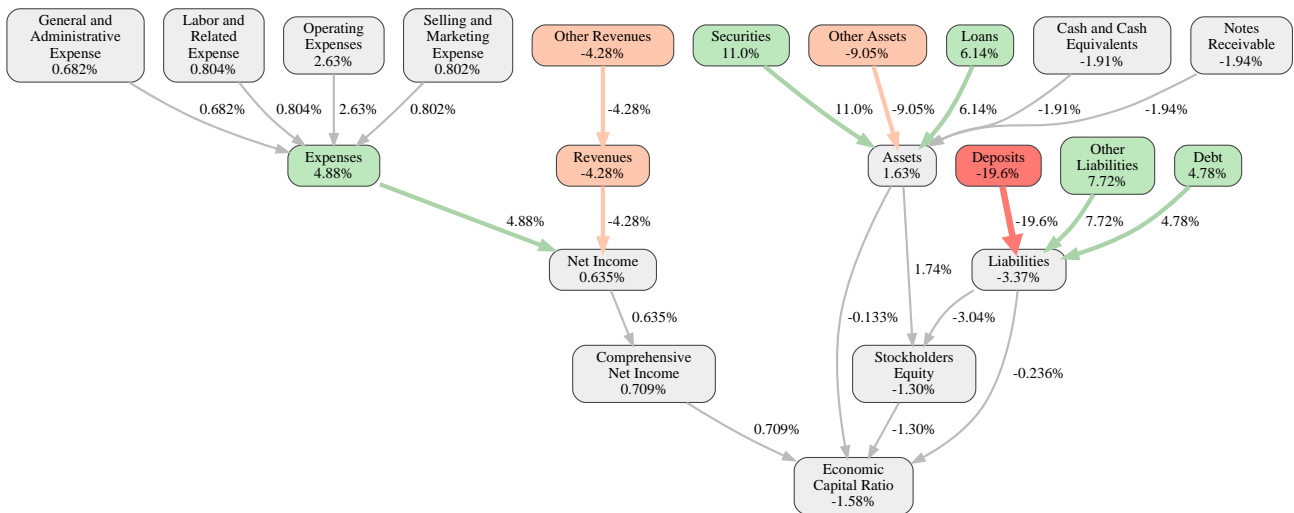 General and
Administrative
Expense
0.682%
Labor and
Related
Expense
0.804%
Operating
Expenses
2.63%
Selling and
Marketing
Expense
0.802%
Other Revenues
-4.28%
Securities
11.0%
Other Assets
-9.05%
Loans
6.14%
Cash and Cash
Equivalents
-1.91%
Notes
Receivable
-1.94%
0.682%
0.804%
2.63%
0.802%
-4.28%
11.0%
-9.05%
6.14%
-1.91%
-1.94%
Expenses
4.88%
Revenues
-4.28%
Assets
1.63%
Deposits
-19.6%
Other
Liabilities
7.72%
Debt
4.78%
4.88%
-4.28%
-19.6%
7.72%
4.78%
Net Income
0.635%
1.74%
Liabilities
-3.37%
0.635%
-0.133%
-3.04%
Comprehensive
Net Income
0.709%
Stockholders
Equity
-1.30%
-0.236%
0.709%
-1.30%
Economic
Capital Ratio
-1.58%